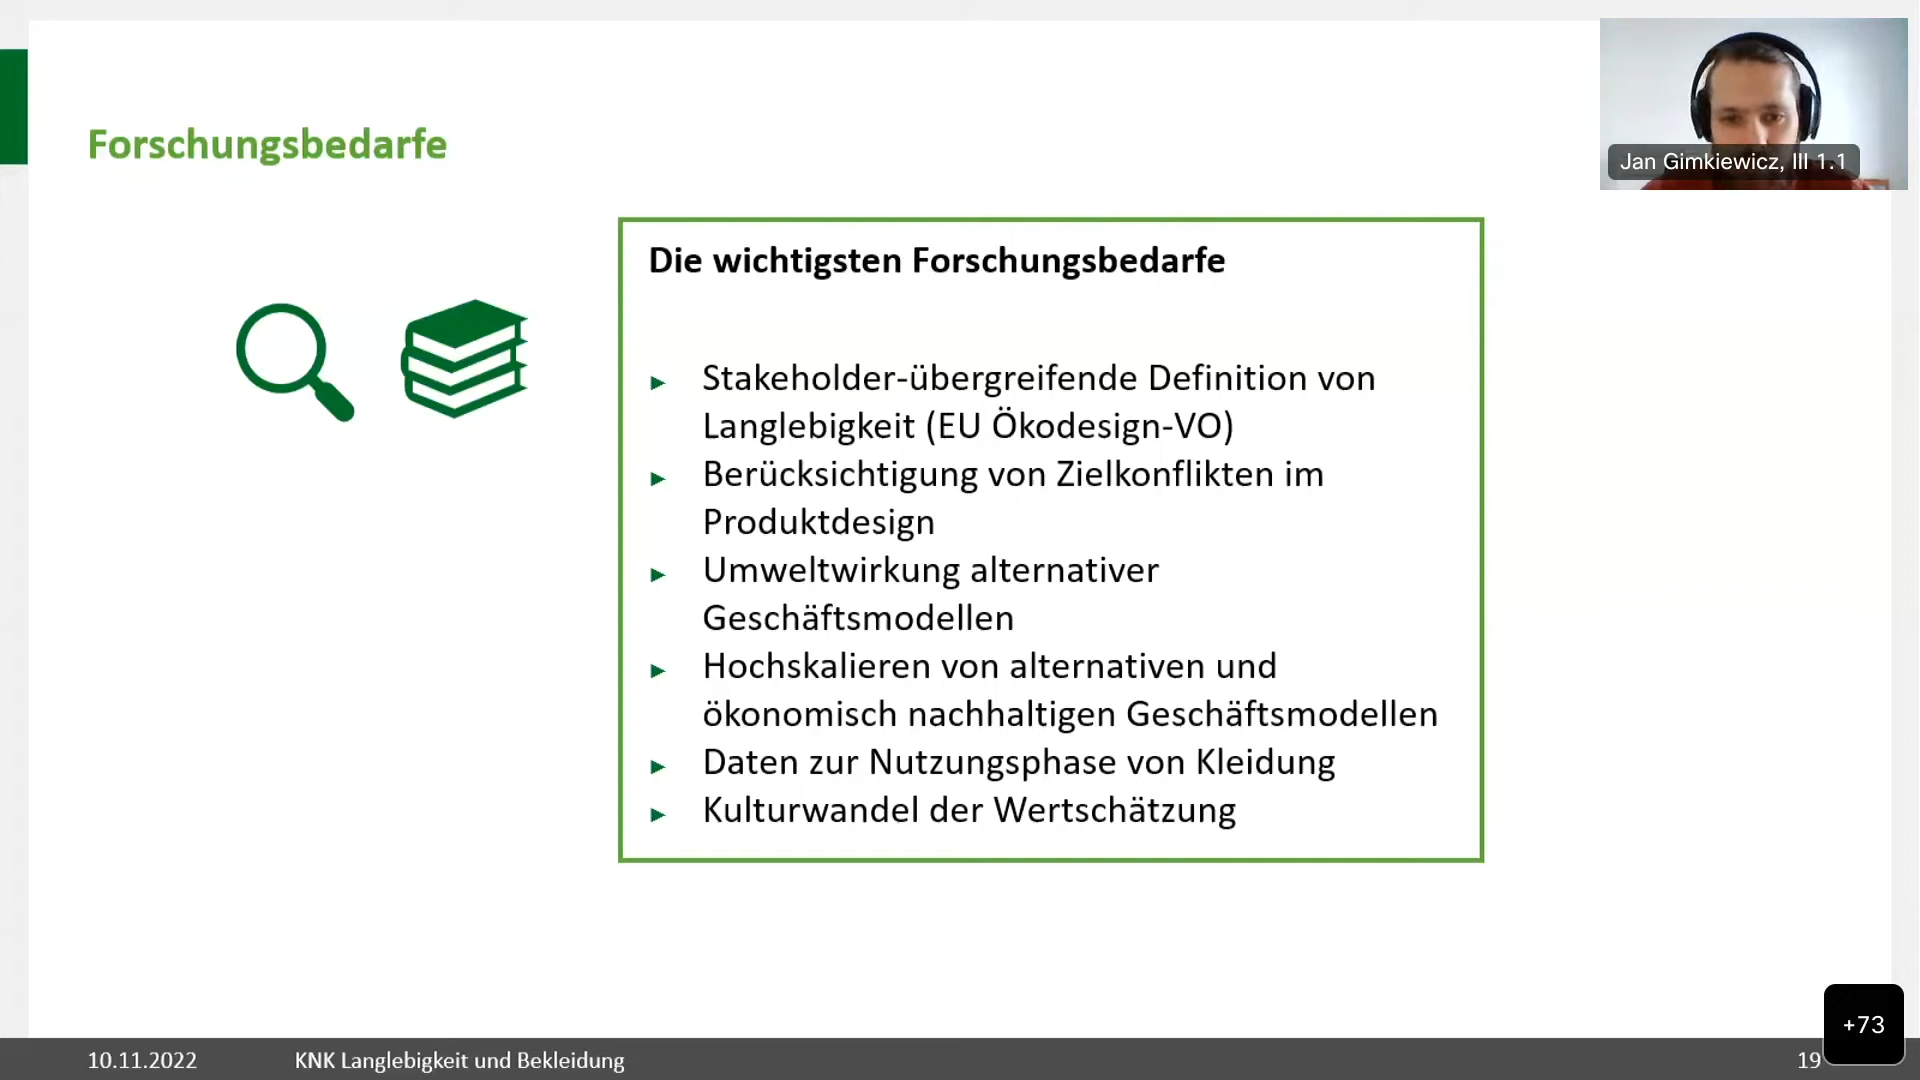 Forschungsbedarfe
Jan Gimkiewicz, III 1.1
Die wichtigsten Forschungsbedarfe
► Stakeholder-übergreifende Definition von
Langlebigkeit (EU Ökodesign-VO)
► Berücksichtigung von Zielkonflikten im
Produktdesign
► Umweltwirkung alternativer
Geschäftsmodellen
► Hochskalieren von alternativen und
ökonomisch nachhaltigen Geschäftsmodellen
► Daten zur Nutzungsphase von Kleidung
► Kulturwandel der Wertschätzung
+73
10.11.2022 KNK Langlebigkeit und Bekleidung 19